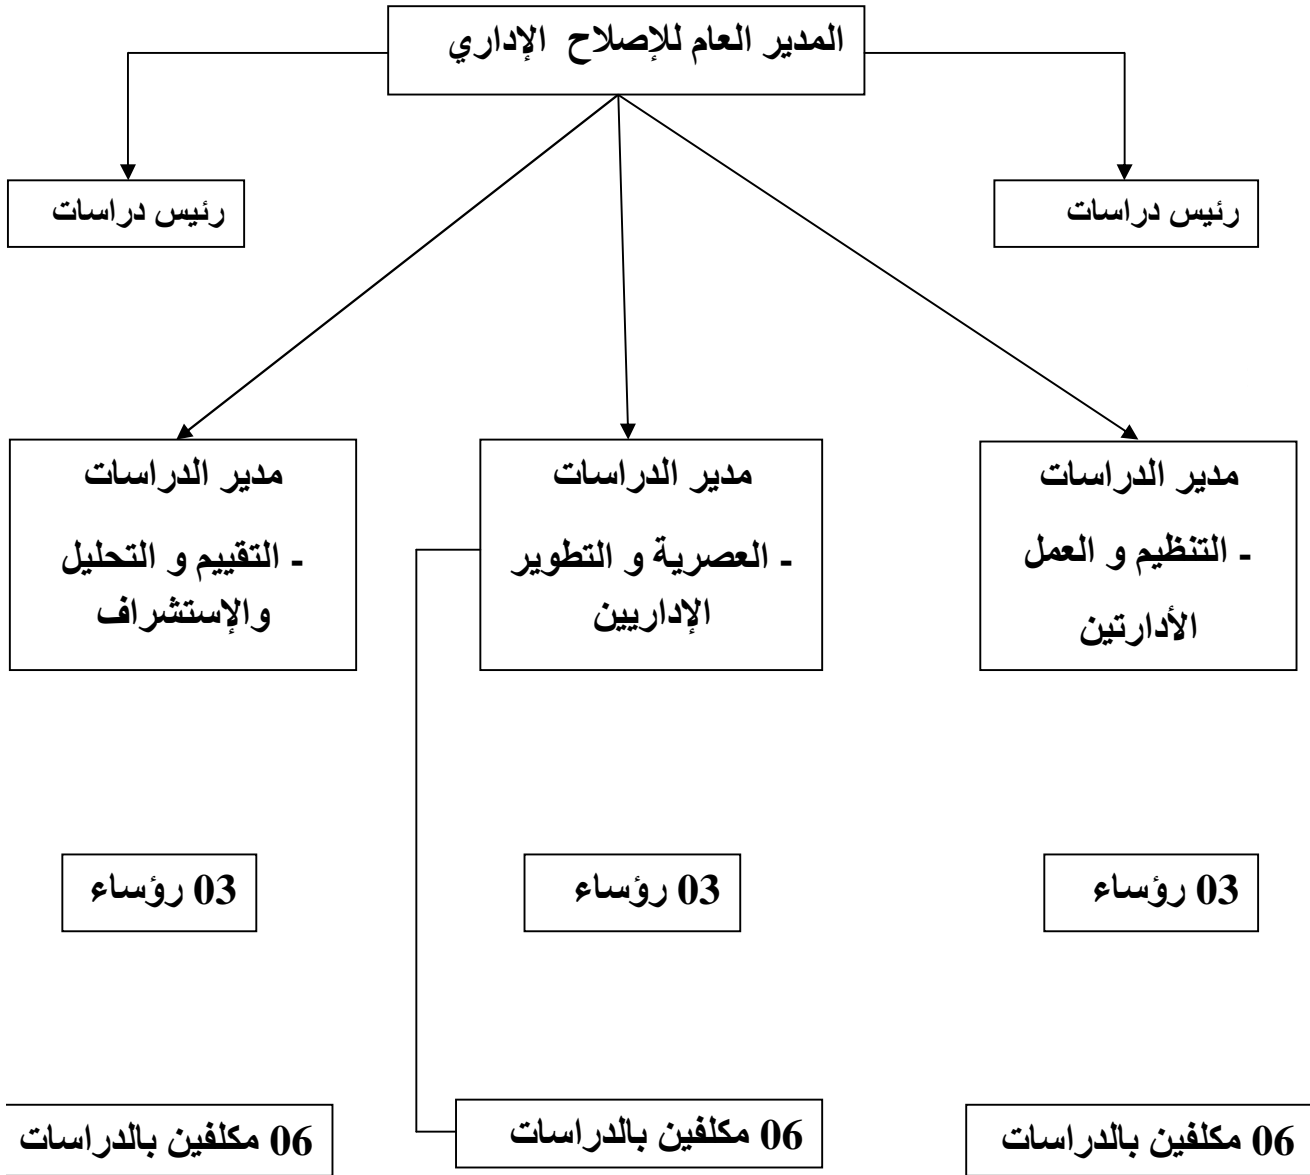 المدير العام للإصلاح الإداري
رئيس دراسات
رئيس دراسات
مدير الدراسات
- التنظيم و العمل
الأدارتين
مدير الدراسات
- العصرية و التطوير
الإداريين
مدير الدراسات
- التقييم و التحليل
والإستشراف
03 رؤساء
03 رؤساء
03 رؤساء
06 مكلفين بالدراسات
06 مكلفين بالدراسات
06 مكلفين بالدراسات